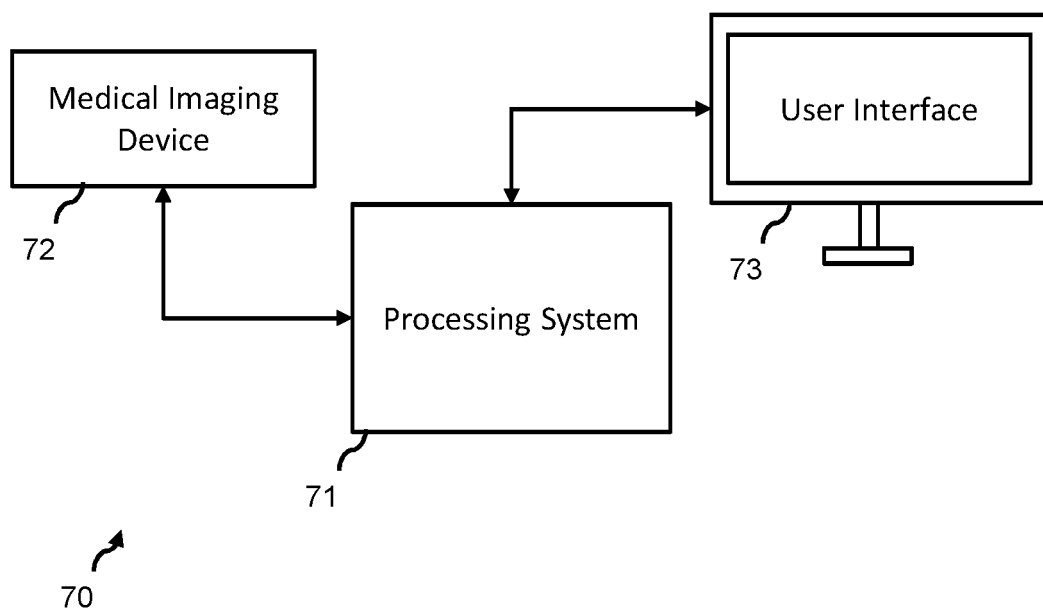 Medical Imaging
Device
User Interface
72
73
Processing System
71
70